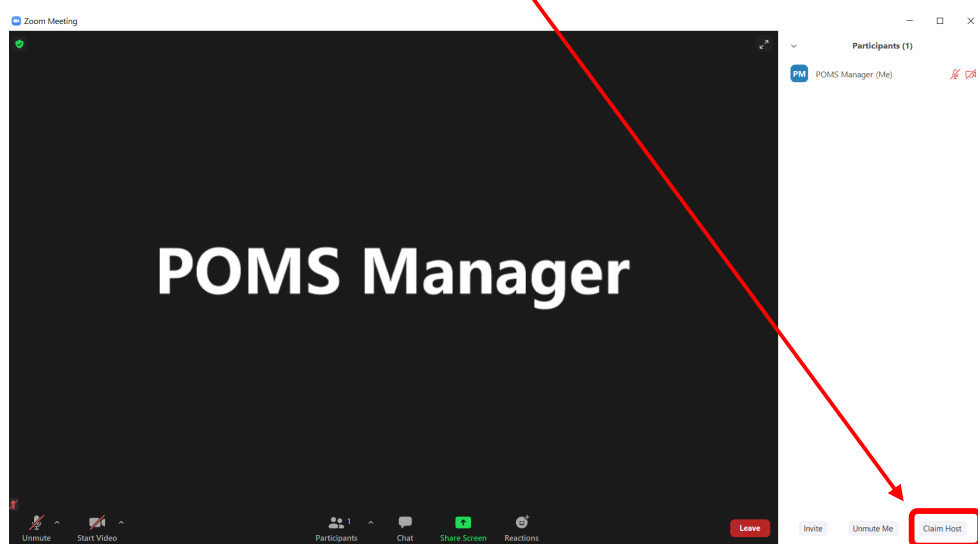 Zoom Meeting
Participants (1)
PM POMS Manager (Me)
POMS Manager
Unmute Start Video Participants 1 Chat Share Screen Reactions Leave
Invite Unmute Me Claim Host